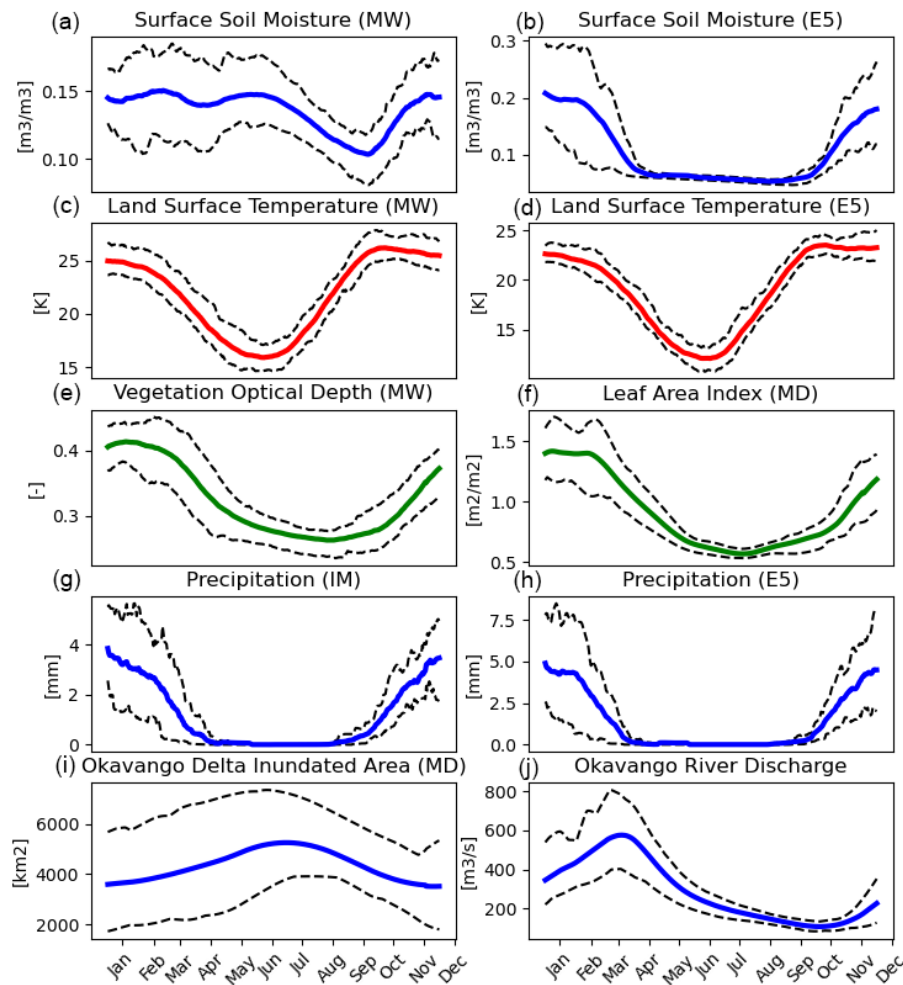 (a) Surface Soil Moisture (MW)
[m3/m3]
0.15
0.10
(b) Surface Soil Moisture (E5)
[m3/m3]
0.3
0.2
0.1
(c) Land Surface Temperature (MW)
[K]
25
20
15
(d) Land Surface Temperature (E5)
[K]
25
20
15
(e) Vegetation Optical Depth (MW)
[-]
0.4
0.3
(f) Leaf Area Index (MD)
[m2/m2]
1.5
1.0
0.5
(g) Precipitation (IM)
[mm]
4
2
0
(h) Precipitation (E5)
[mm]
7.5
5.0
2.5
0.0
(i) Okavango Delta Inundated Area (MD)
[km2]
6000
4000
2000
Jan Feb Mar Apr May Jun Jul Aug Sep Oct Nov Dec
(j) Okavango River Discharge
[m3/s]
800
600
400
200
Jan Feb Mar Apr May Jun Jul Aug Sep Oct Nov Dec